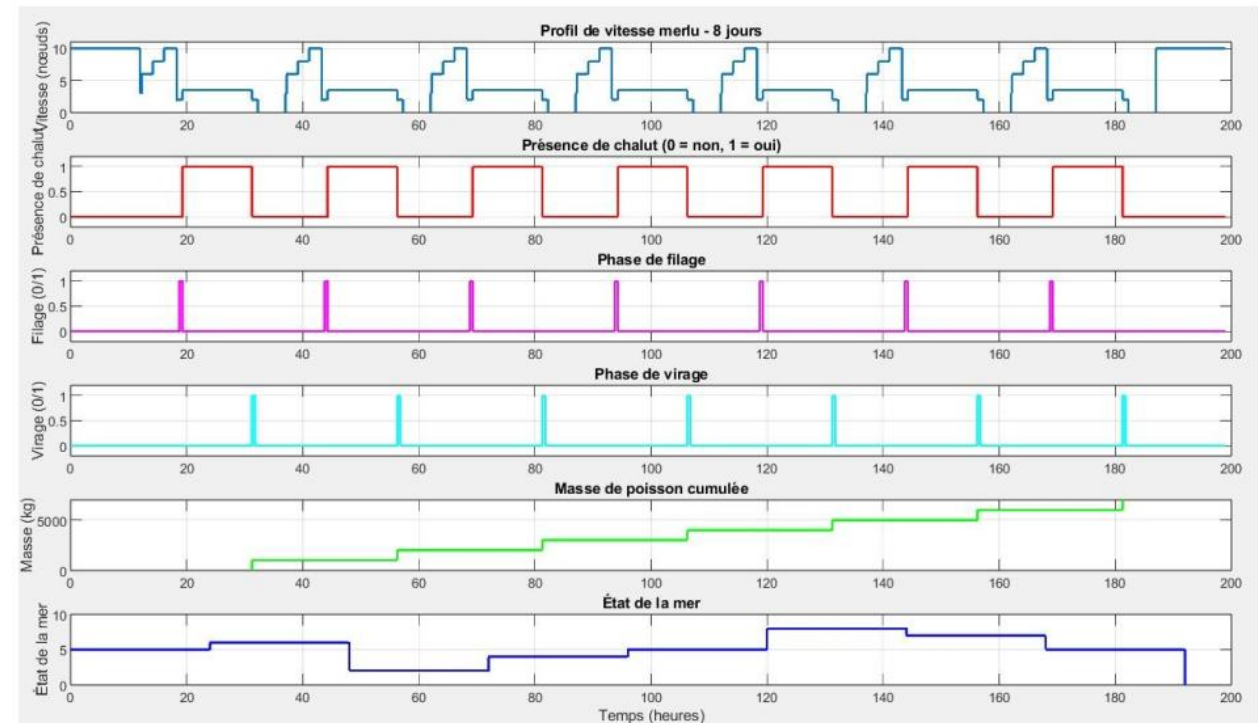 Profil de vitesse merlu - 8 jours
Vitesse (nœuds)
10
5
0
0 20 40 60 80 100 120 140 160 180 200
Présence de chalut (0 = non, 1 = oui)
Présence de chalut
1
0.5
0
0 20 40 60 80 100 120 140 160 180 200
Phase de filage
Filage (0/1)
1
0.5
0
0 20 40 60 80 100 120 140 160 180 200
Phase de virage
Virage (0/1)
1
0.5
0
0 20 40 60 80 100 120 140 160 180 200
Masse de poisson cumulée
Masse (kg)
5000
0
0 20 40 60 80 100 120 140 160 180 200
État de la mer
État de la mer
10
5
0
0 20 40 60 80 100 120 140 160 180 200
Temps (heures)